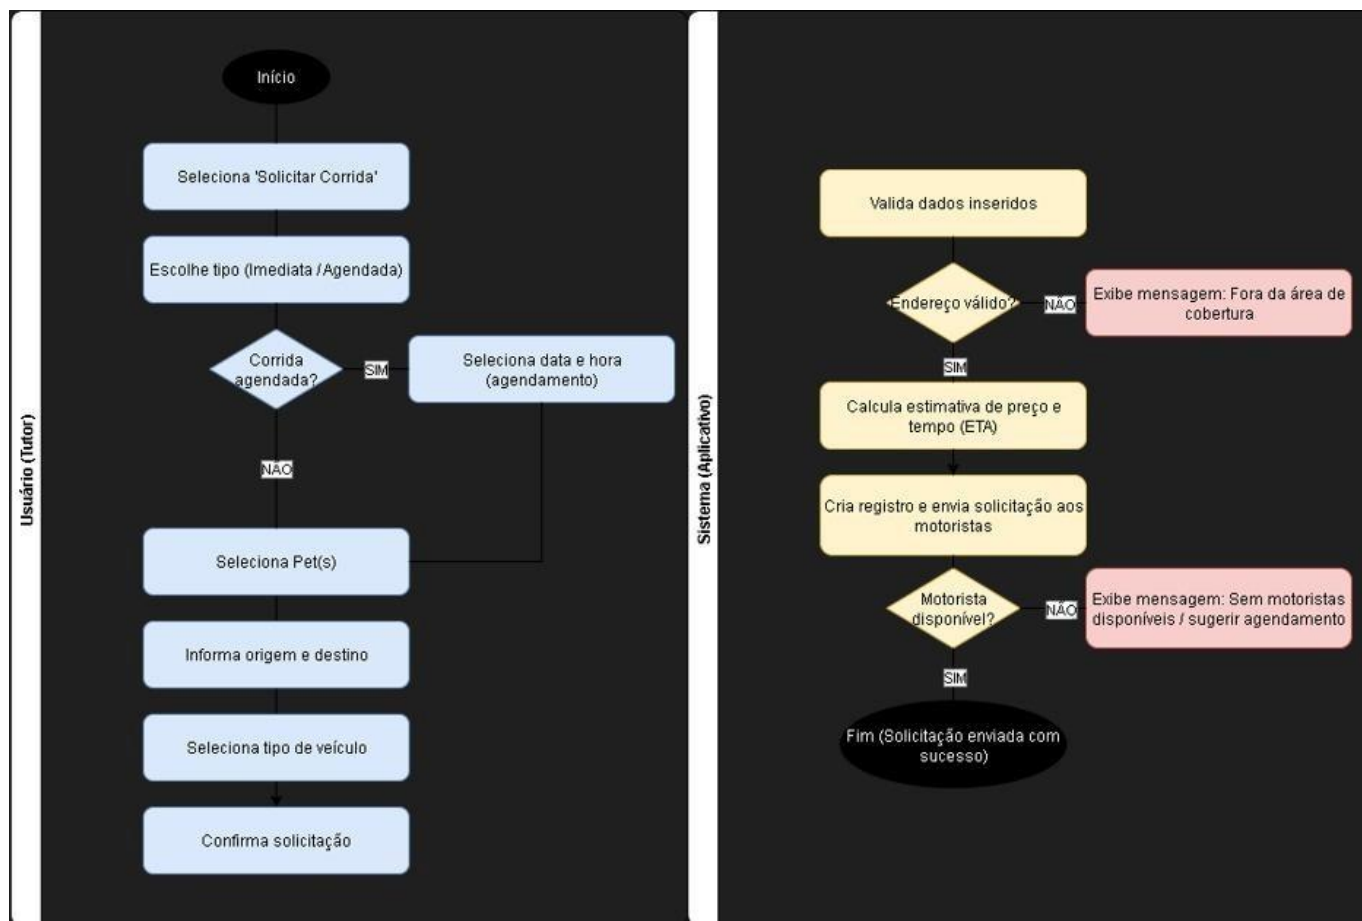 Usuário (Tutor)
Início
Seleciona 'Solicitar Corrida'
Escolhe tipo (Imediata / Agendada)
Corrida
agendada?
SIM
Seleciona data e hora
(agendamento)
NÃO
Seleciona Pet(s)
Informa origem e destino
Seleciona tipo de veículo
Confirma solicitação
Sistema (Aplicativo)
Valida dados inseridos
Endereço válido?
NÃO
Exibe mensagem: Fora da área de
cobertura
SIM
Calcula estimativa de preço e
tempo (ETA)
Cria registro e envia solicitação aos
motoristas
Motorista
disponível?
NÃO
Exibe mensagem: Sem motoristas
disponíveis / sugerir agendamento
SIM
Fim (Solicitação enviada com
sucesso)